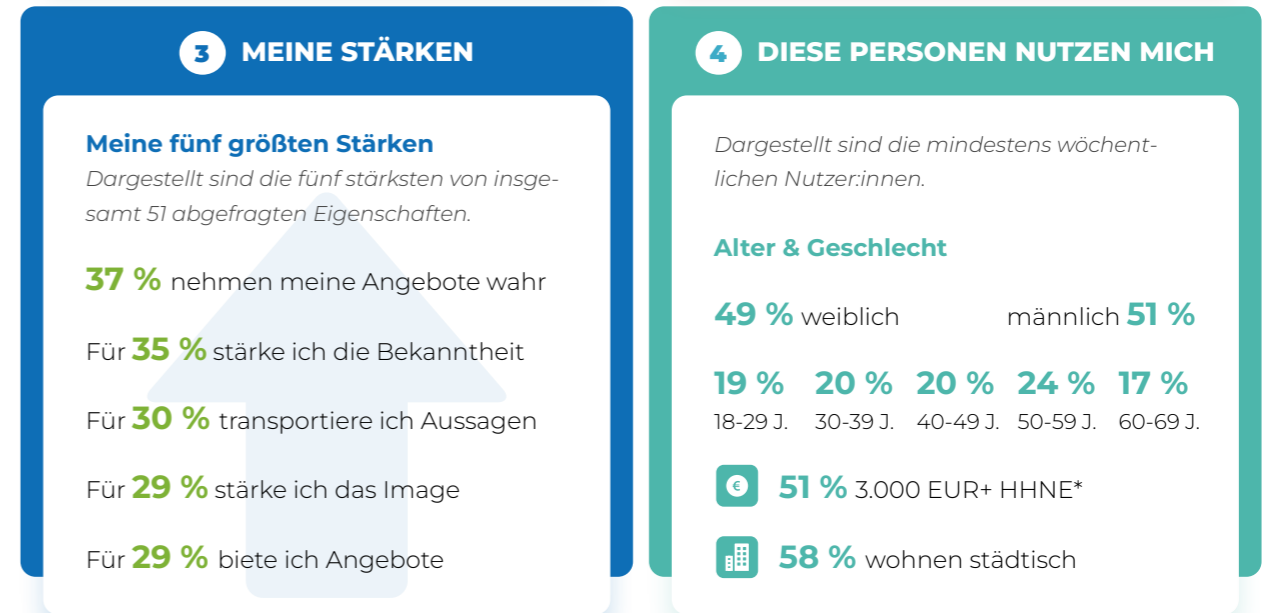 3 MEINE STÄRKEN
Meine fünf größten Stärken
Dargestellt sind die fünf stärksten von insge-
samt 51 abgefragten Eigenschaften.
37 % nehmen meine Angebote wahr
Für 35 % stärke ich die Bekanntheit
Für 30 % transportiere ich Aussagen
Für 29 % stärke ich das Image
Für 29 % biete ich Angebote
4 DIESE PERSONEN NUTZEN MICH
Dargestellt sind die mindestens wöchent-
lichen Nutzer:innen.
Alter & Geschlecht
49 % weiblich männlich 51 %
19 % 20 % 20 % 24 % 17 %
18-29 J. 30-39 J. 40-49 J. 50-59 J. 60-69 J.
€ 51 % 3.000 EUR+ HHNE*
58 % wohnen städtisch